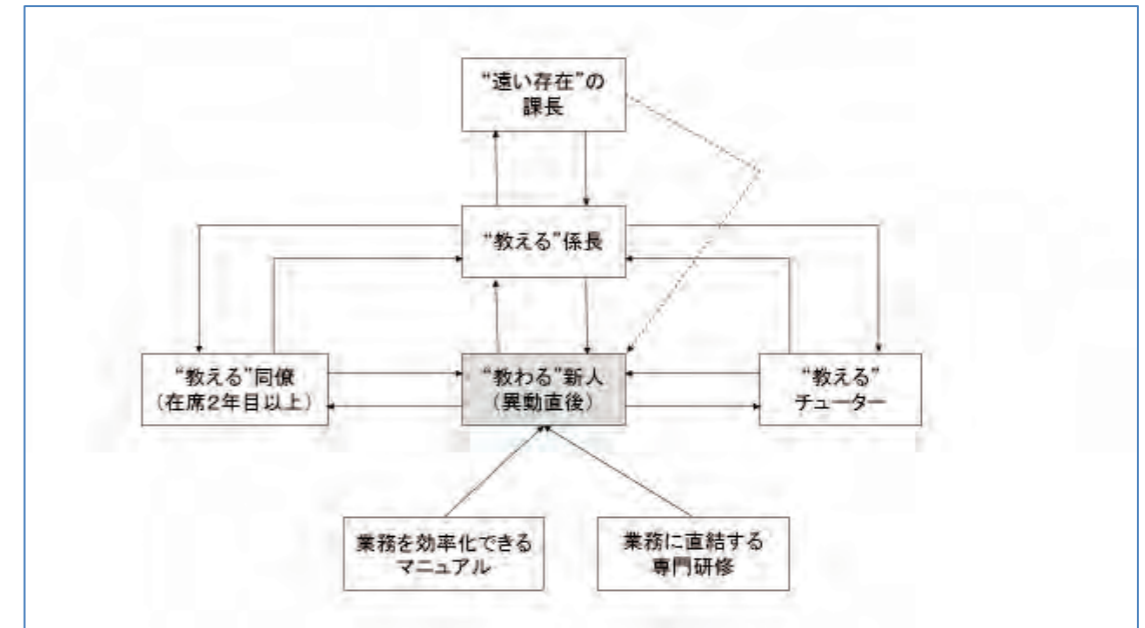 “遠い存在”の
課長
“教える”係長
“教える”同僚
（在席2年目以上）
“教わる”新人
（異動直後）
“教える”
チューター
業務を効率化できる
マニュアル
業務に直結する
専門研修